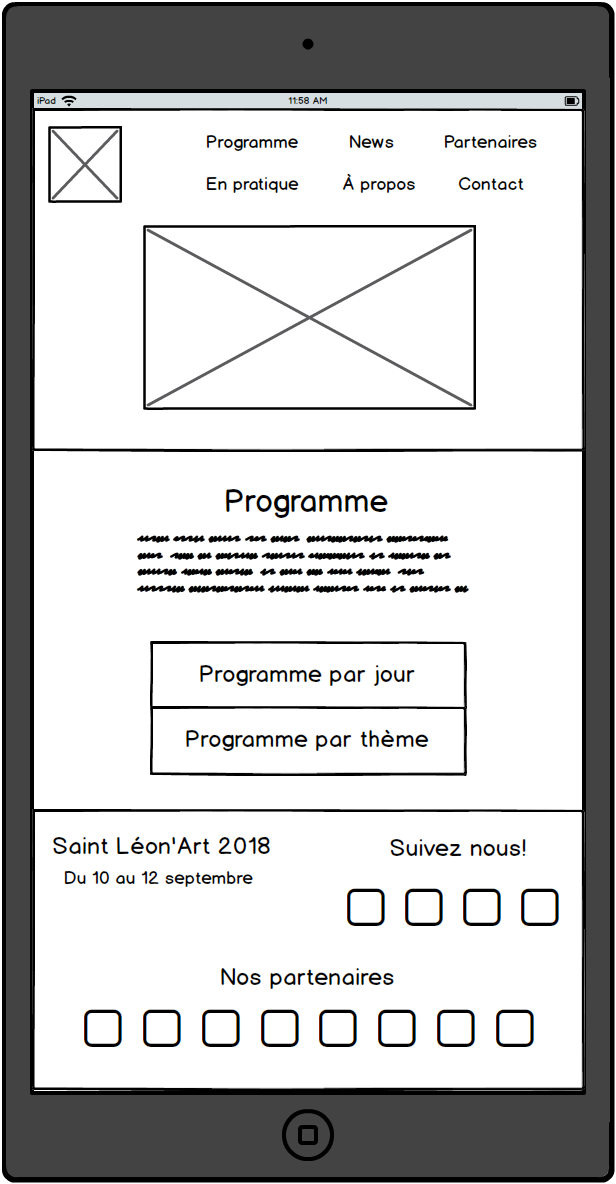 iPad 11:58 AM
Programme News Partenaires
En pratique À propos Contact
Programme
Programme par jour
Programme par thème
Saint Léon'Art 2018
Du 10 au 12 septembre
Suivez nous!
Nos partenaires